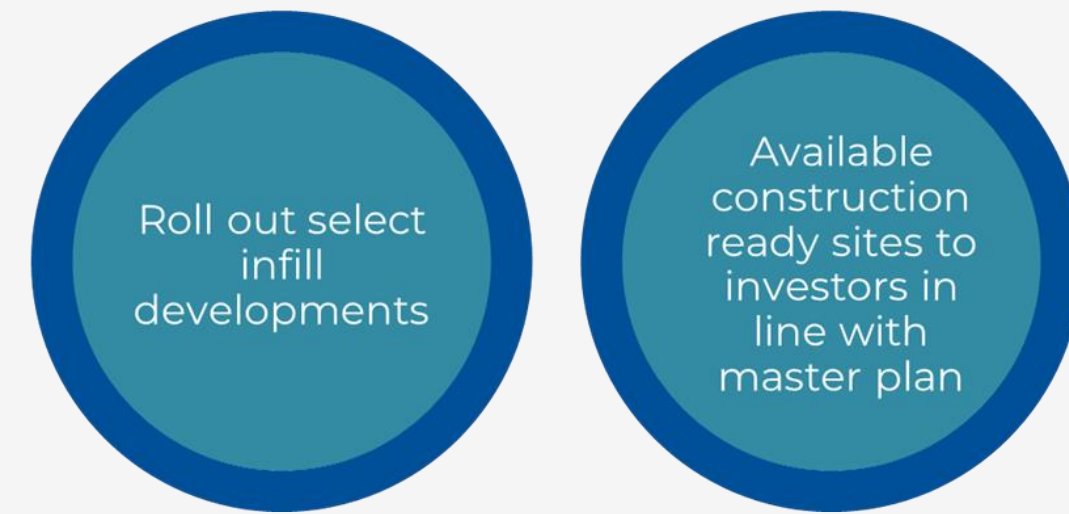 Roll out select
infill
developments
Available
construction
ready sites to
investors in
line with
master plan